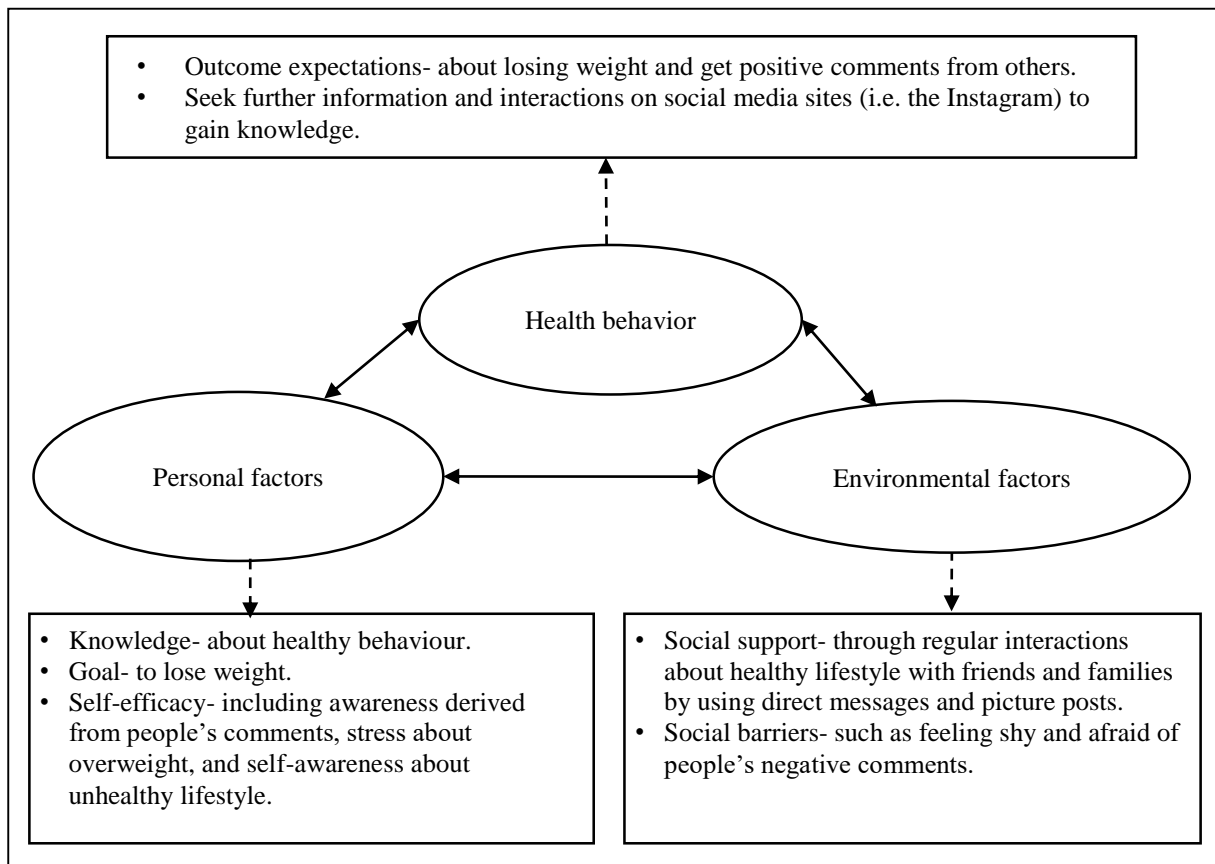 • Outcome expectations- about losing weight and get positive comments from others.
• Seek further information and interactions on social media sites (i.e. the Instagram) to
gain knowledge.
Health behavior
Personal factors
Environmental factors
• Knowledge- about healthy behaviour.
• Goal- to lose weight.
• Self-efficacy- including awareness derived
from people’s comments, stress about
overweight, and self-awareness about
unhealthy lifestyle.
• Social support- through regular interactions
about healthy lifestyle with friends and families
by using direct messages and picture posts.
• Social barriers- such as feeling shy and afraid of
people’s negative comments.